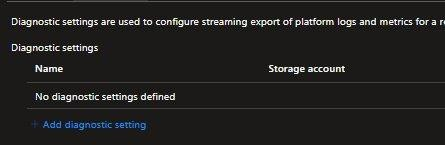 Diagnostic settings are used to configure streaming export of platform logs and metrics for a
Diagnostic settings
Name Storage account
No diagnostic settings defined
+ Add diagnostic setting